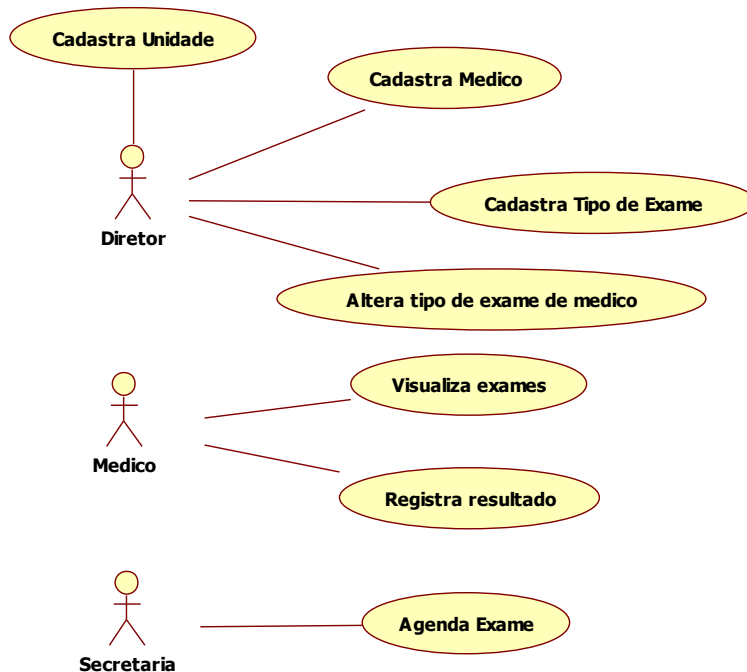 Cadastra Unidade
Cadastra Medico
Cadastra Tipo de Exame
Diretor
Altera tipo de exame de medico
Visualiza exames
Medico
Registra resultado
Agenda Exame
Secretaria